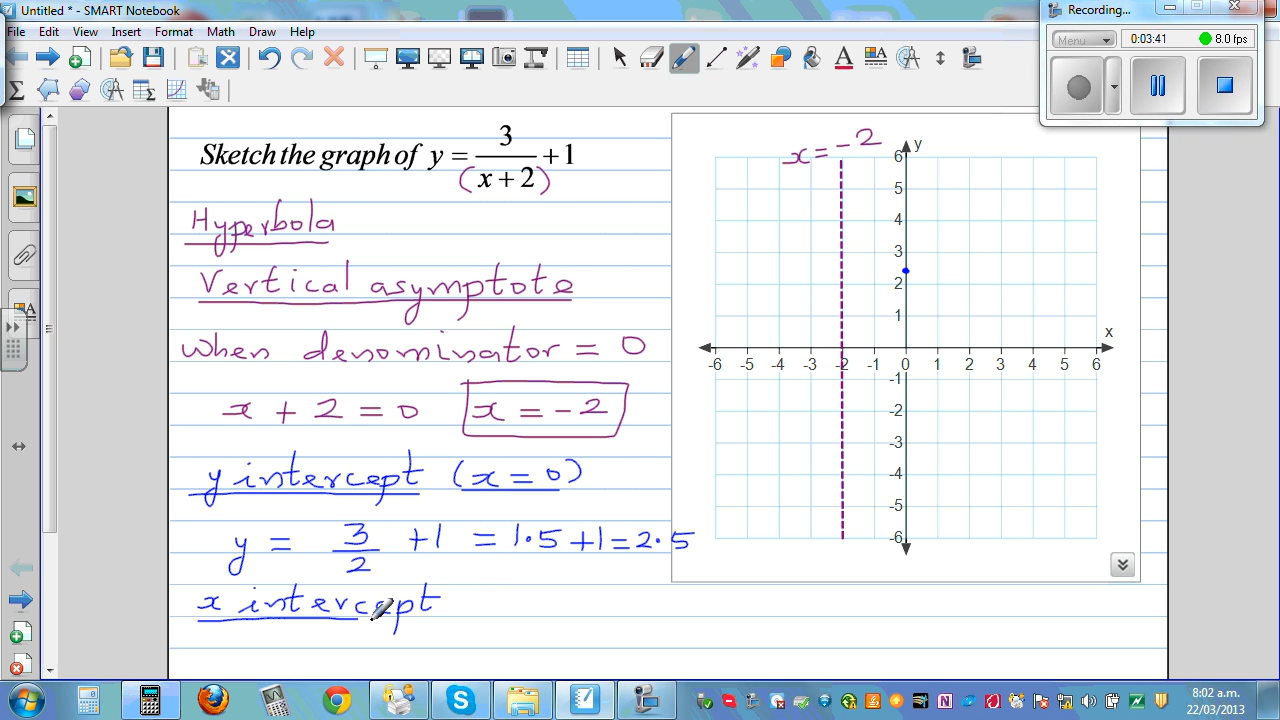 Untitled * - SMART Notebook
Recording...
File Edit View Insert Format Math Draw Help
Menu
0:03:41
8.0 fps
Sketch the graph of y = 3/(x + 2) + 1
Hyperbola
Vertical asymptote
when denominator = 0
x + 2 = 0 x = -2
y intercept (x = 0)
y = 3/2 + 1 = 1.5 + 1 = 2.5
x intercept
x = -2
y
6
5
4
3
2
1
x
-6 -5 -4 -3 -2 -1 0 1 2 3 4 5 6
-1
-2
-3
-4
-5
-6
8:02 a.m.
22/03/2013